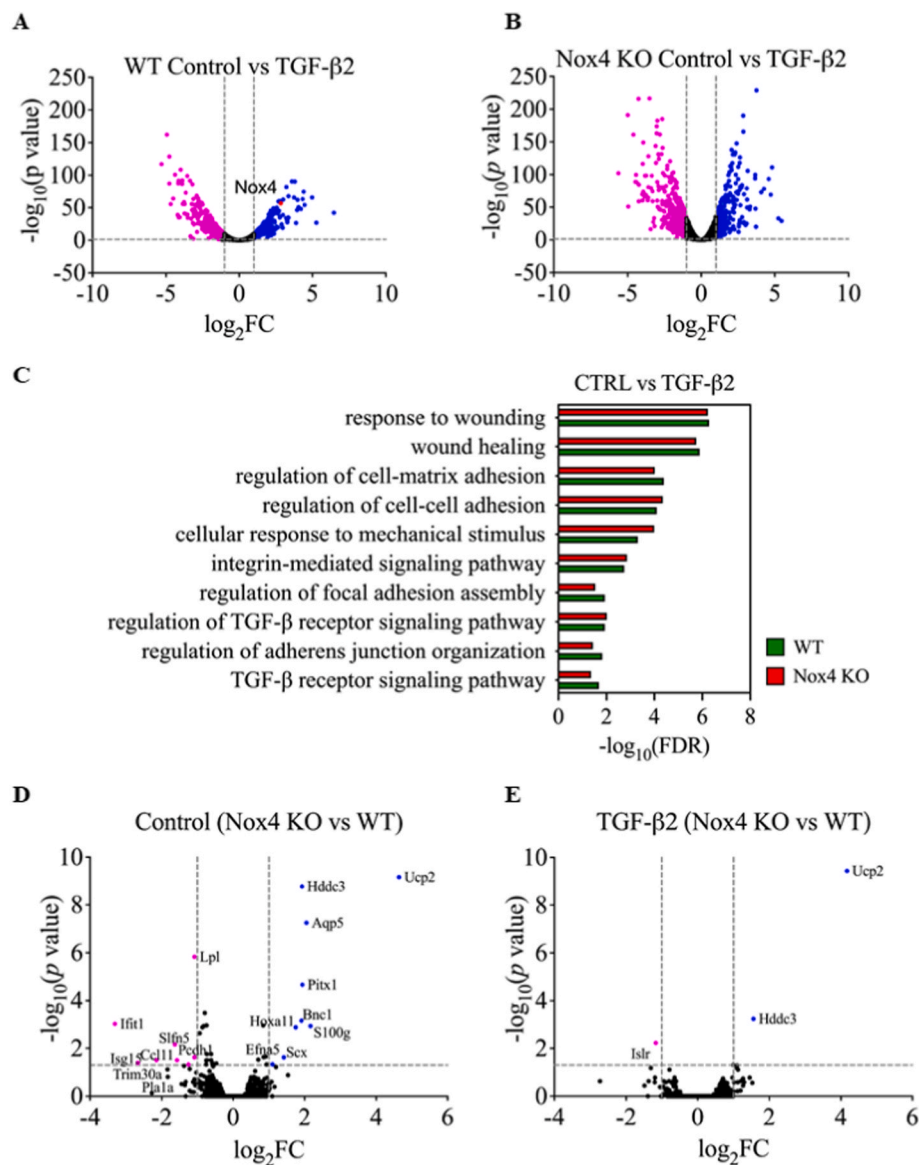 A
WT Control vs TGF-β2
250
200
150
100
50
0
-50
-10
-5
0
5
10
-log10(p value)
log2FC
Nox4
B
Nox4 KO Control vs TGF-β2
250
200
150
100
50
0
-50
-10
-5
0
5
10
-log10(p value)
log2FC
C
CTRL vs TGF-β2
response to wounding
wound healing
regulation of cell-matrix adhesion
regulation of cell-cell adhesion
cellular response to mechanical stimulus
integrin-mediated signaling pathway
regulation of focal adhesion assembly
regulation of TGF-β receptor signaling pathway
regulation of adherens junction organization
TGF-β receptor signaling pathway
WT
Nox4 KO
0 2 4 6 8
-log10(FDR)
D
Control (Nox4 KO vs WT)
10
8
6
4
2
0
-4 -2 0 2 4 6
-log10(p value)
log2FC
Ucp2
Hddc3
Aqp5
Lpl
Pitx1
Ifit1
Hoxa11
Bnc1
S100g
Slfn5
Isg15
Ccl11
Pcdh1
Efna5
Scx
Trim30a
Pla1a
E
TGF-β2 (Nox4 KO vs WT)
10
8
6
4
2
0
-4 -2 0 2 4 6
-log10(p value)
log2FC
Ucp2
Hddc3
Islr